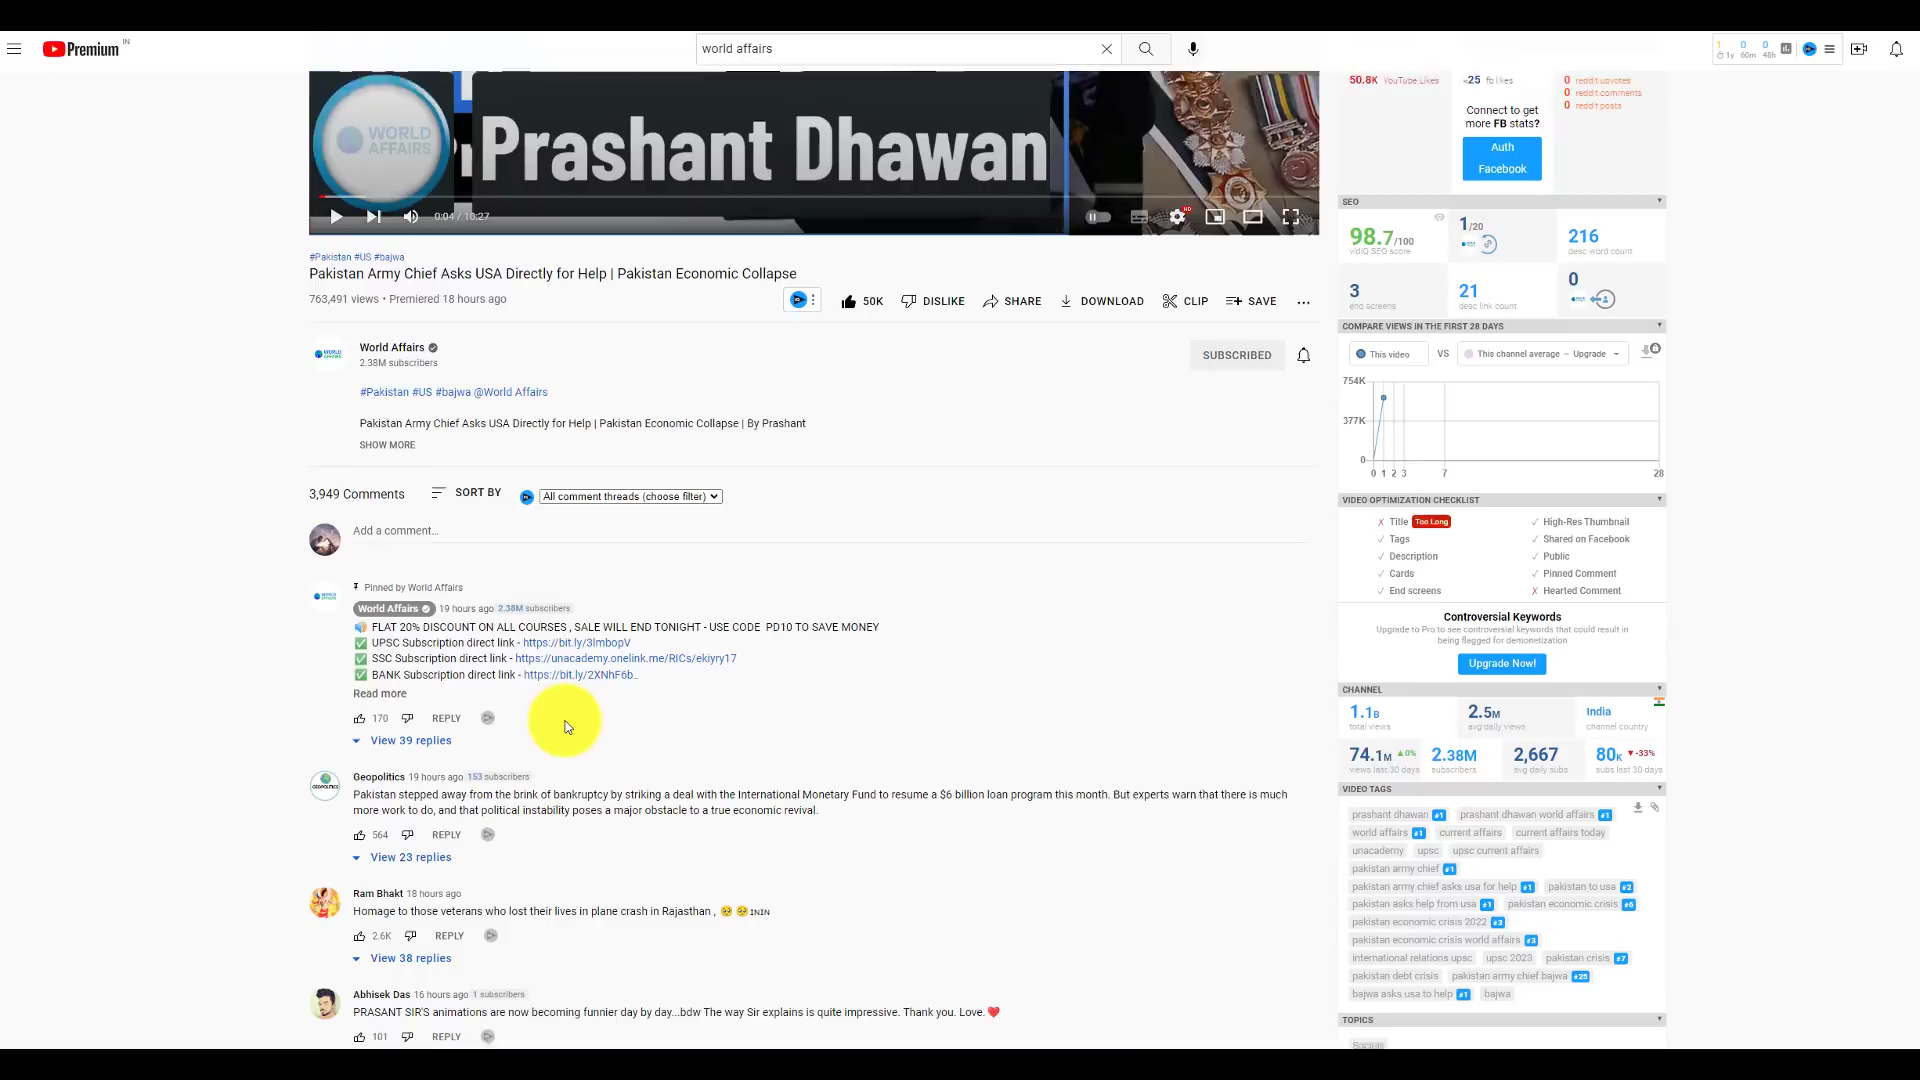 Premium IN
world affairs
1 0 0
1y 60m 48h
WORLD
AFFAIRS
Prashant Dhawan
0:04 / 10:27
HD
#Pakistan #US #bajwa
Pakistan Army Chief Asks USA Directly for Help | Pakistan Economic Collapse
763,491 views • Premiered 18 hours ago
50K DISLIKE SHARE DOWNLOAD CLIP SAVE
World Affairs
2.38M subscribers
SUBSCRIBED
#Pakistan #US #bajwa @World Affairs
Pakistan Army Chief Asks USA Directly for Help | Pakistan Economic Collapse | By Prashant
SHOW MORE
3,949 Comments SORT BY All comment threads (choose filter)
Add a comment...
Pinned by World Affairs
World Affairs 19 hours ago 2.38M subscribers
FLAT 20% DISCOUNT ON ALL COURSES , SALE WILL END TONIGHT - USE CODE PD10 TO SAVE MONEY
UPSC Subscription direct link - https://bit.ly/3lmbopV
SSC Subscription direct link - https://unacademy.onelink.me/RICs/ekiyry17
BANK Subscription direct link - https://bit.ly/2XNhF6b...
Read more
170 REPLY
View 39 replies
Geopolitics 19 hours ago 153 subscribers
Pakistan stepped away from the brink of bankruptcy by striking a deal with the International Monetary Fund to resume a $6 billion loan program this month. But experts warn that there is much
more work to do, and that political instability poses a major obstacle to a true economic revival.
564 REPLY
View 23 replies
Ram Bhakt 18 hours ago
Homage to those veterans who lost their lives in plane crash in Rajasthan , 🥺 🥺ɪɴɪɴ
2.6K REPLY
View 38 replies
Abhisek Das 16 hours ago 1 subscribers
PRASANT SIR'S animations are now becoming funnier day by day...bdw The way Sir explains is quite impressive. Thank you. Love. ❤️
101 REPLY
50.8K YouTube Likes
<25 fb likes
Connect to get
more FB stats?
Auth
Facebook
0 reddit upvotes
0 reddit comments
0 reddit posts
SEO
98.7/100
vidIQ SEO score
1/20
216
desc word count
3
end screens
21
desc link count
0
COMPARE VIEWS IN THE FIRST 28 DAYS
This video VS This channel average – Upgrade
754K
377K
0
0 1 2 3 7 28
VIDEO OPTIMIZATION CHECKLIST
✗ Title Too Long
✓ Tags
✓ Description
✓ Cards
✓ End screens
✓ High-Res Thumbnail
✓ Shared on Facebook
✓ Public
✓ Pinned Comment
✗ Hearted Comment
Controversial Keywords
Upgrade to Pro to see controversial keywords that could result in
being flagged for demonetization
Upgrade Now!
CHANNEL
1.1B
total views
2.5M
avg daily views
India
channel country
74.1M ▲0%
views last 30 days
2.38M
subscribers
2,667
avg daily subs
80K ▼-33%
subs last 30 days
VIDEO TAGS
prashant dhawan #1 prashant dhawan world affairs #1
world affairs #1 current affairs current affairs today
unacademy upsc upsc current affairs
pakistan army chief #1
pakistan army chief asks usa for help #1 pakistan to usa #2
pakistan asks help from usa #1 pakistan economic crisis #6
pakistan economic crisis 2022 #3
pakistan economic crisis world affairs #3
international relations upsc upsc 2023 pakistan crisis #7
pakistan debt crisis pakistan army chief bajwa #25
bajwa asks usa to help #1 bajwa
TOPICS